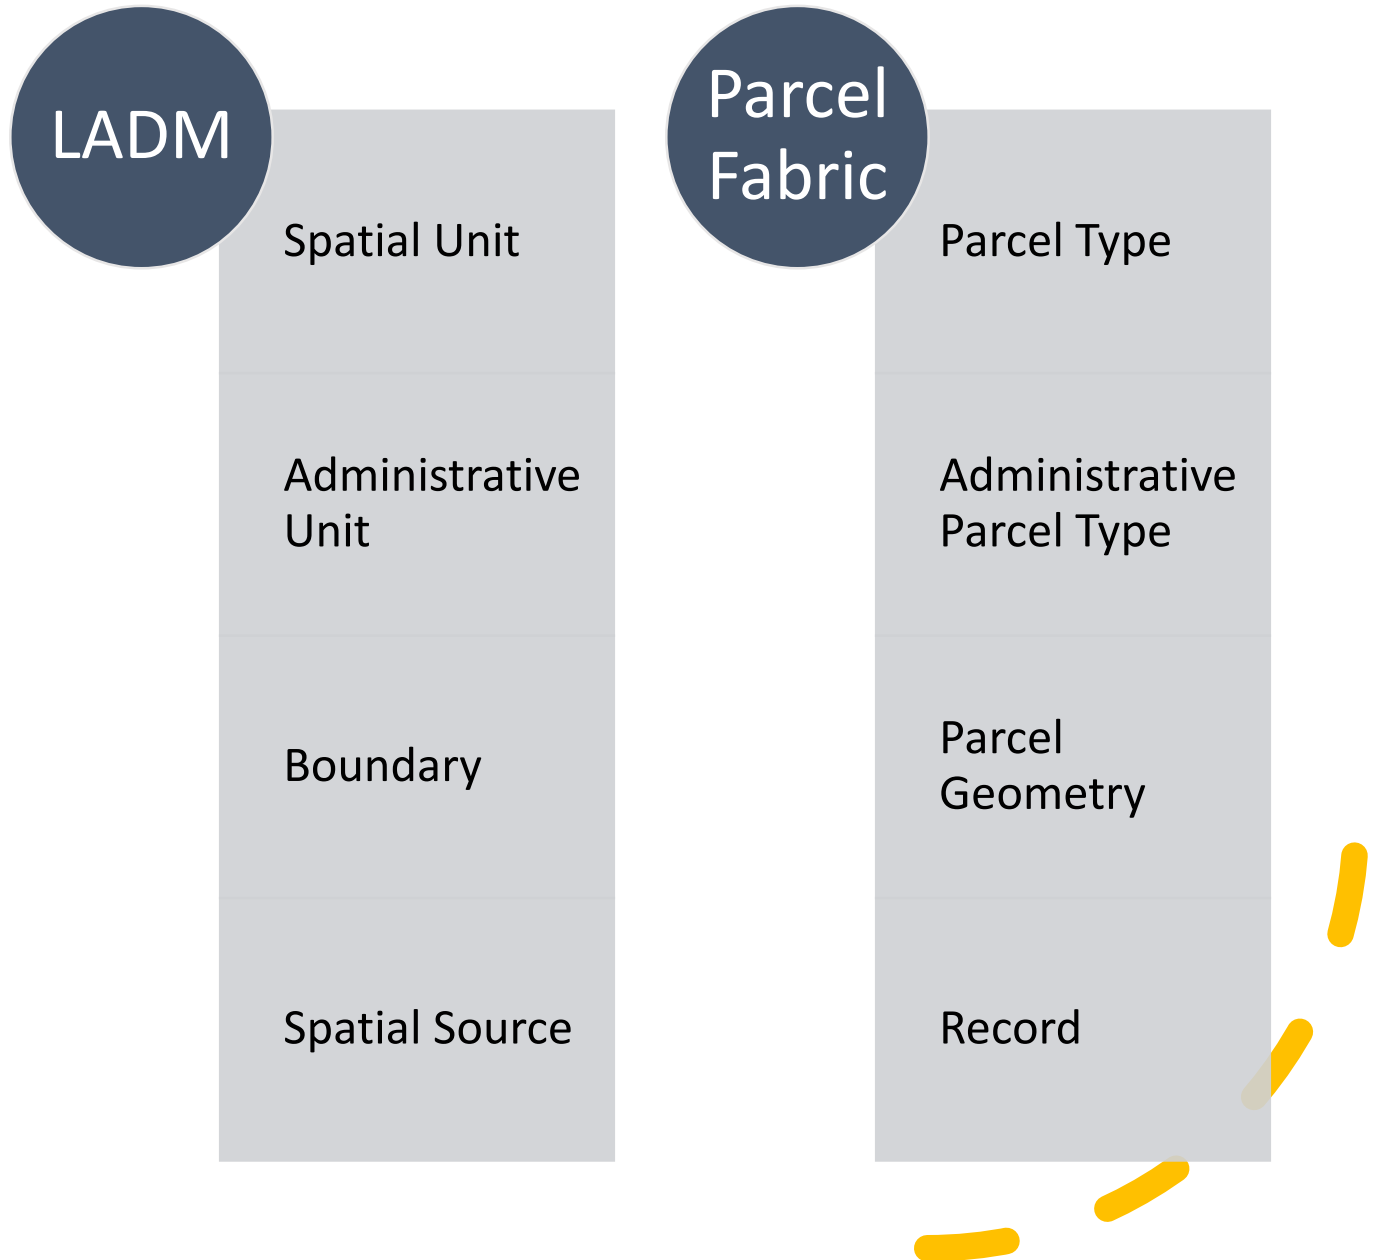 LADM
Spatial Unit
Administrative
Unit
Boundary
Spatial Source
Parcel
Fabric
Parcel Type
Administrative
Parcel Type
Parcel
Geometry
Record